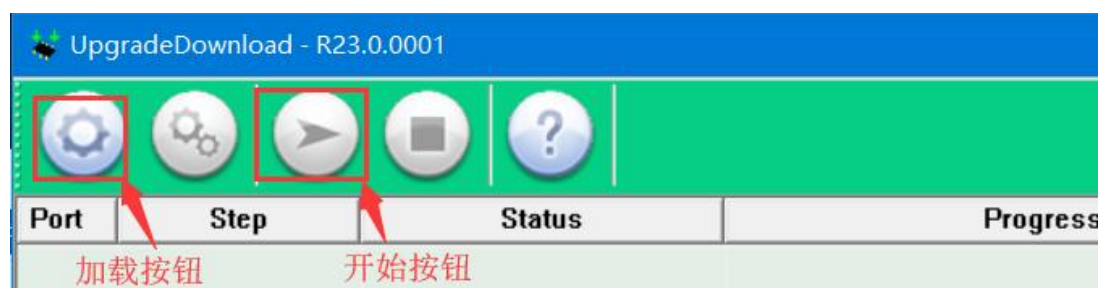 UpgradeDownload - R23.0.0001
?
Port Step Status Progress
加载按钮 开始按钮